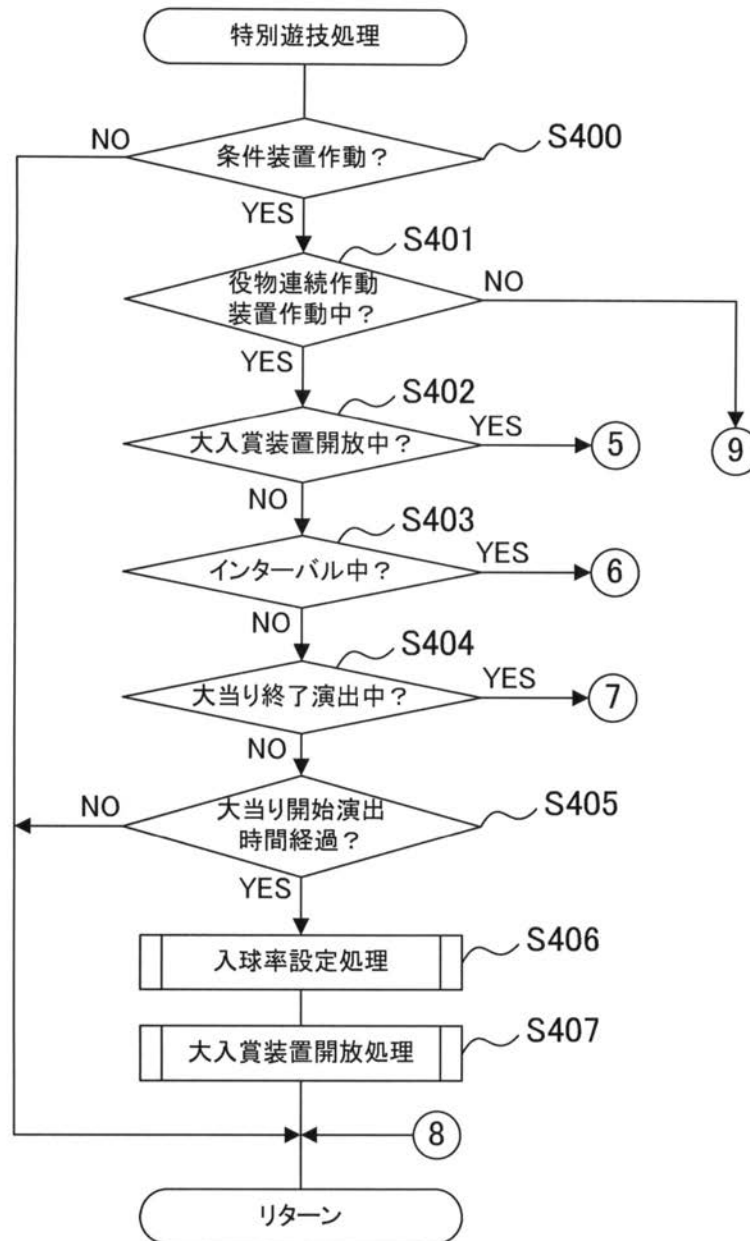 特別遊技処理
NO
条件装置作動？
S400
YES
S401
役物連続作動
装置作動中？
NO
YES
S402
大入賞装置開放中？
YES
5
9
NO
S403
インターバル中？
YES
6
NO
S404
大当り終了演出中？
YES
7
NO
NO
大当り開始演出
時間経過？
S405
YES
入球率設定処理
S406
大入賞装置開放処理
S407
8
リターン